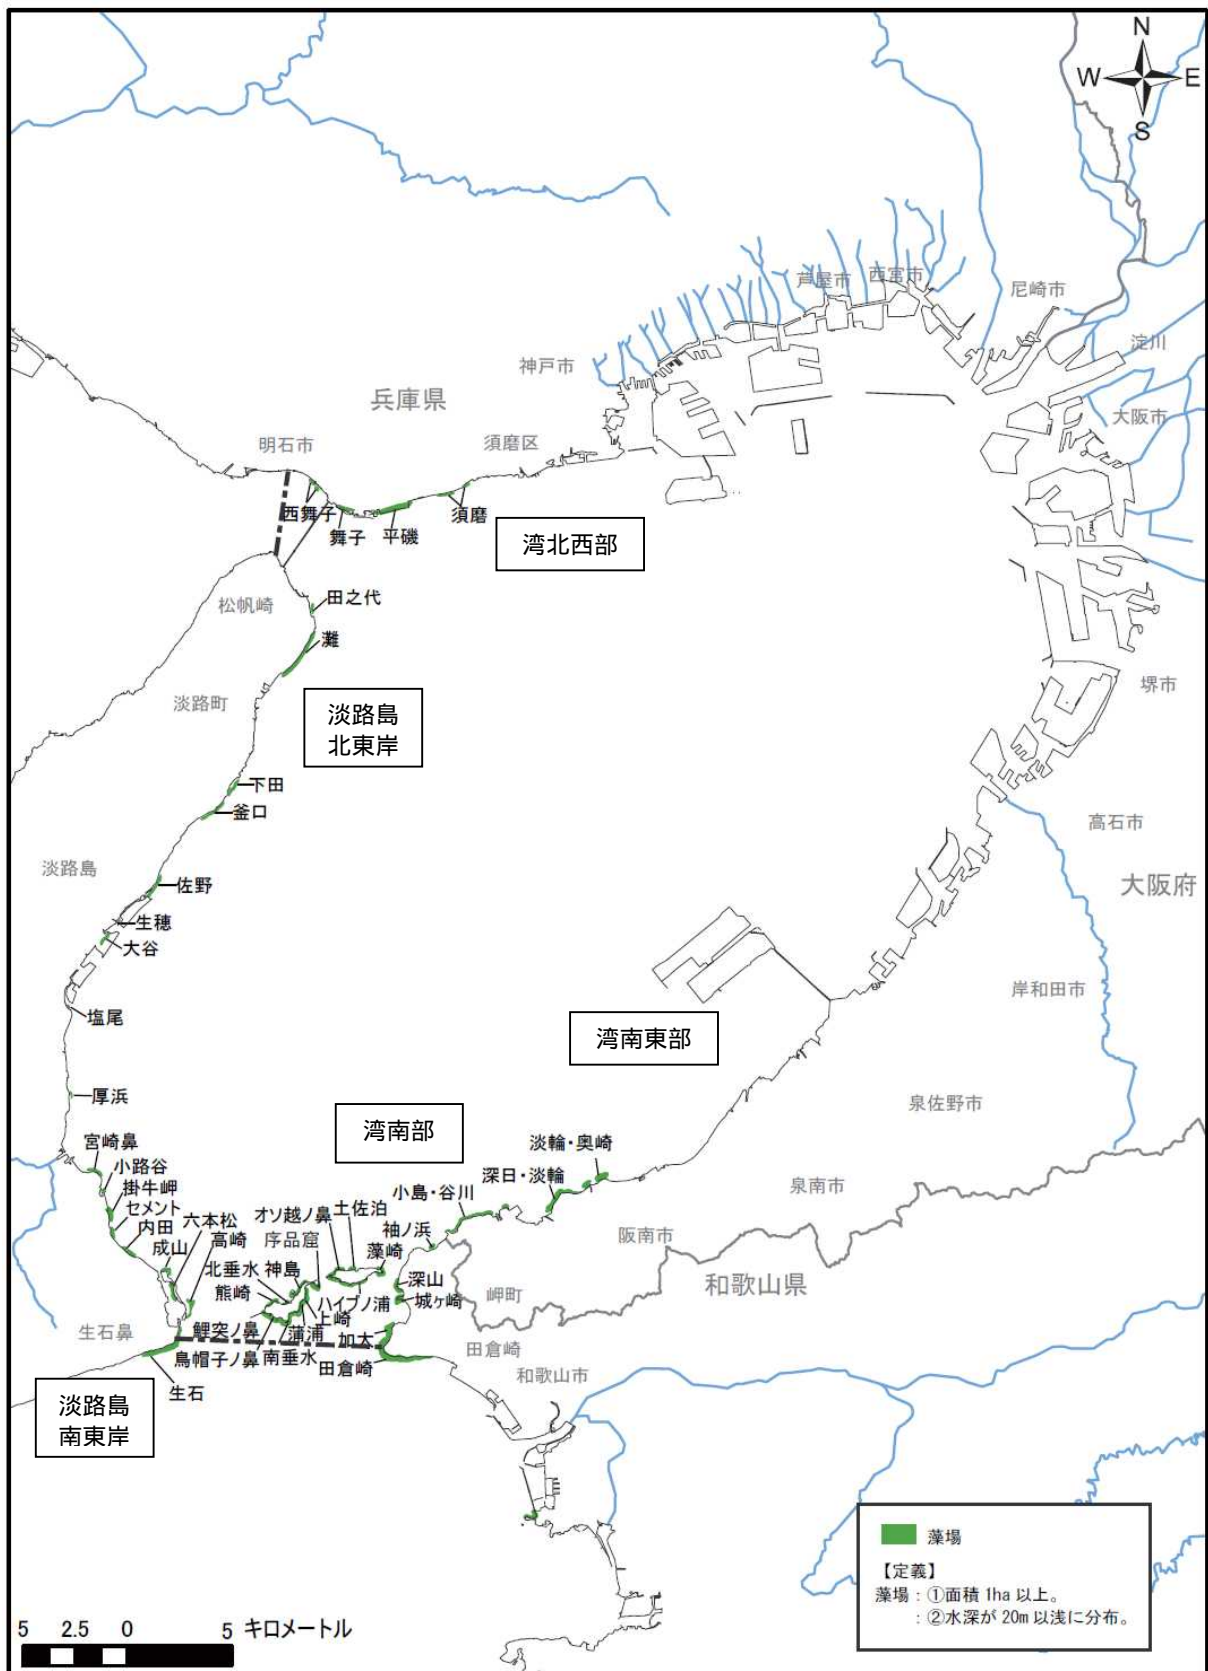 N
W
E
S
芦屋市
西宮市
尼崎市
淀川
神戸市
兵庫県
大阪市
明石市
須磨区
西舞子
舞子
平磯
須磨
湾北西部
松帆崎
田之代
灘
淡路町
淡路島
北東岸
堺市
下田
釜口
高石市
淡路島
佐野
大阪府
生穂
大谷
塩尾
岸和田市
湾南東部
厚浜
泉佐野市
湾南部
宮崎鼻
淡輪・奥崎
小路谷
深日・淡輪
掛牛岬
小島・谷川
泉南市
セメント
六本松
オソ越ノ鼻
土佐泊
内田
高崎
序品窟
袖ノ浜
阪南市
成山
藻崎
北垂水
神島
深山
和歌山県
熊崎
ハイブノ浦
城ヶ崎
岬町
上崎
生石鼻
鯉突ノ鼻
蒲浦
加太
田倉崎
鳥帽子ノ鼻
南垂水
田倉崎
和歌山市
生石
淡路島
南東岸
藻場
【定義】
藻場：①面積 1ha 以上。
：②水深が 20m 以浅に分布。
5 2.5 0 5 キロメートル